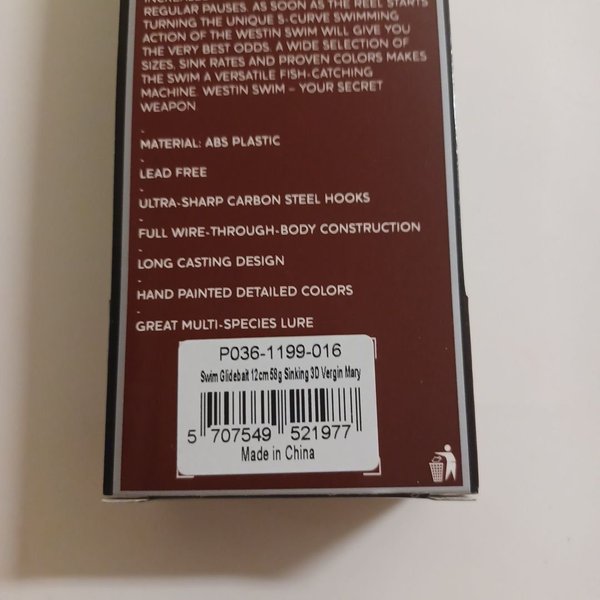 REGULAR PAUSES. AS SOON AS THE REEL STARTS
TURNING THE UNIQUE S-CURVE SWIMMING
ACTION OF THE WESTIN SWIM WILL GIVE YOU
THE VERY BEST ODDS. A WIDE SELECTION OF
SIZES, SINK RATES AND PROVEN COLORS MAKES
THE SWIM A VERSATILE FISH-CATCHING
MACHINE. WESTIN SWIM – YOUR SECRET
WEAPON
-
MATERIAL: ABS PLASTIC
-
LEAD FREE
-
ULTRA-SHARP CARBON STEEL HOOKS
-
FULL WIRE-THROUGH-BODY CONSTRUCTION
-
LONG CASTING DESIGN
-
HAND PAINTED DETAILED COLORS
-
GREAT MULTI-SPECIES LURE
P036-1199-016
Swim Glidebait 12cm 58g Sinking 3D Vergin Mary
5 707549 521977
Made in China